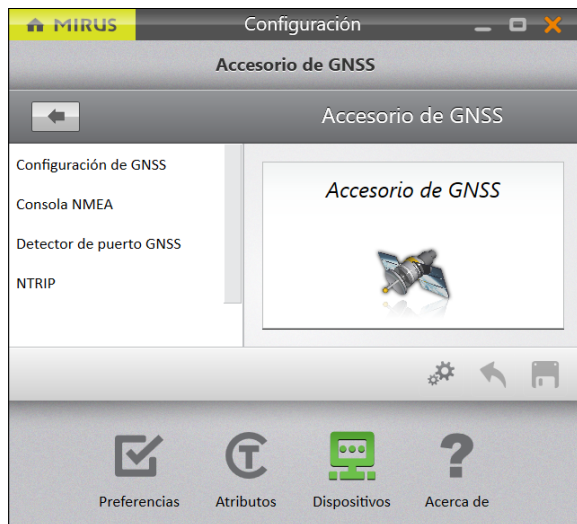 MIRUS
Configuración
Accesorio de GNSS
Accesorio de GNSS
Configuración de GNSS
Consola NMEA
Detector de puerto GNSS
NTRIP
Accesorio de GNSS
Preferencias
Atributos
Dispositivos
Acerca de